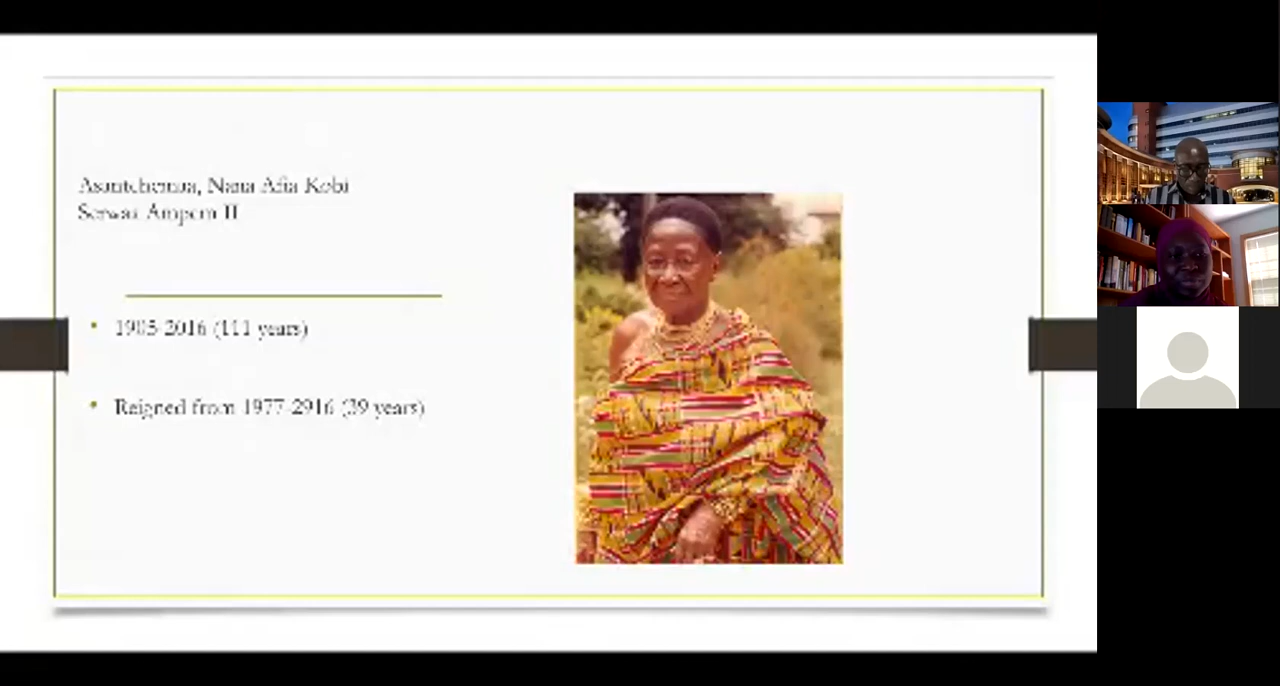 Asantehemaa, Nana Afia Kobi
Serwaa Ampem II
1905-2016 (111 years)
Reigned from 1977-2916 (39 years)